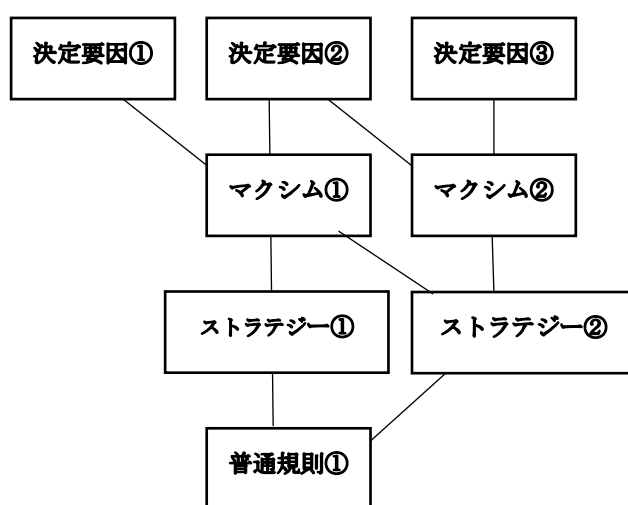 決定要因①
決定要因②
決定要因③
マクシム①
マクシム②
ストラテジー①
ストラテジー②
普通規則①